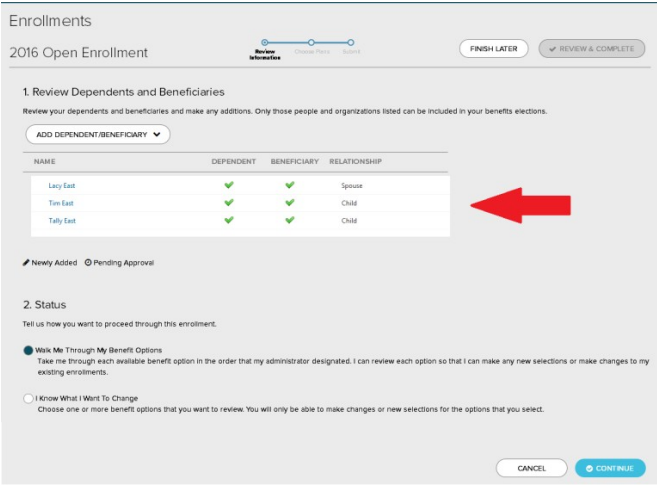 Enrollments
2016 Open Enrollment
Review Information
Choose Plans
Submit
FINISH LATER
REVIEW & COMPLETE
1. Review Dependents and Beneficiaries
Review your dependents and beneficiaries and make any additions. Only those people and organizations listed can be included in your benefits elections.
ADD DEPENDENT/BENEFICIARY
NAME DEPENDENT BENEFICIARY RELATIONSHIP
Lacy East Spouse
Tim East Child
Tally East Child
Newly Added Pending Approval
2. Status
Tell us how you want to proceed through this enrollment.
Walk Me Through My Benefit Options
Take me through each available benefit option in the order that my administrator designated. I can review each option so that I can make any new selections or make changes to my
existing enrollments.
I Know What I Want To Change
Choose one or more benefit options that you want to review. You will only be able to make changes or new selections for the options that you select.
CANCEL
CONTINUE